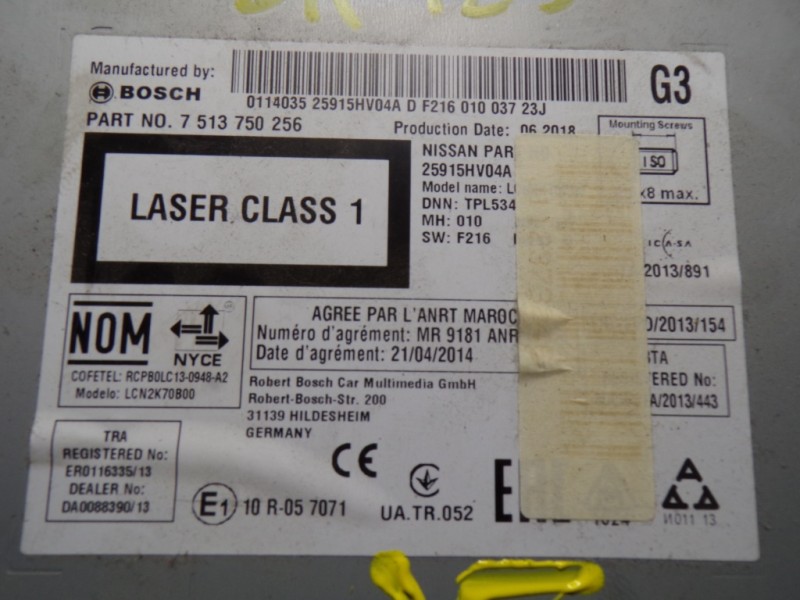 Manufactured by:
BOSCH
0114035 25915HV04A D F216 010 037 23J
G3
PART NO. 7 513 750 256
Production Date: 06.2018
Mounting Screws
ISO
x8 max.
NISSAN PAR
25915HV04A
Model name:
DNN: TPL534
MH: 010
SW: F216
LASER CLASS 1
ICA-SA
2013/891
NOM
NYCE
COFETEL: RCPBOLC13-0948-A2
Modelo: LCN2K70B00
AGREE PAR L'ANRT MAROC
Numéro d'agrément: MR 9181 ANR
Date d'agrément: 21/04/2014
D/2013/154
Robert Bosch Car Multimedia GmbH
Robert-Bosch-Str. 200
31139 HILDESHEIM
GERMANY
TERED No:
A/2013/443
TRA
REGISTERED No:
ER0116335/13
DEALER No:
DA0088390/13
CE
E1 10 R-05 7071
UA.TR.052
И011 13